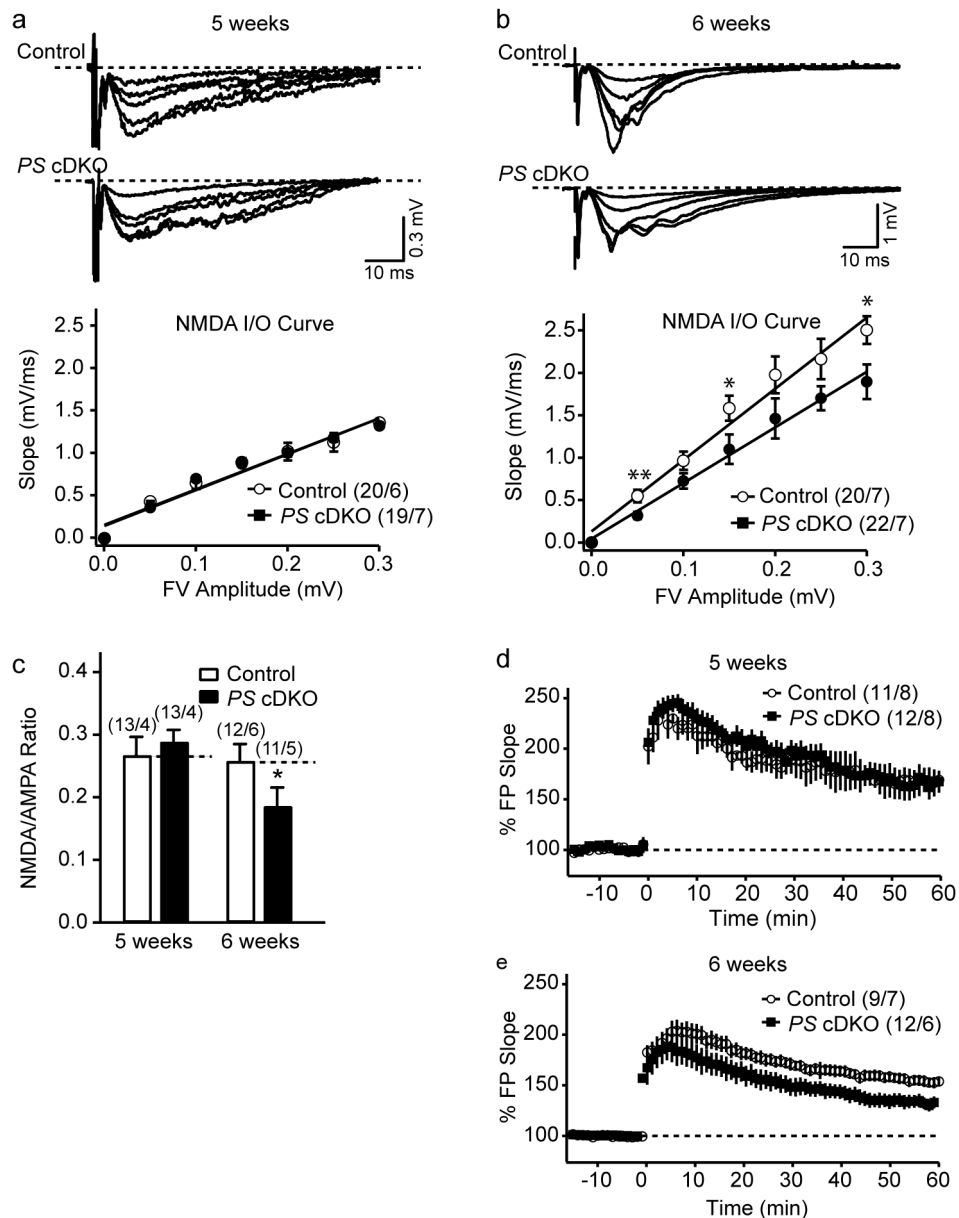 a
5 weeks
Control
PS cDKO
0.3 mV
10 ms
NMDA I/O Curve
2.5
2.0
1.5
1.0
0.5
0.0
Slope (mV/ms)
Control (20/6)
PS cDKO (19/7)
0.0 0.1 0.2 0.3
FV Amplitude (mV)
b
6 weeks
Control
PS cDKO
1 mV
10 ms
NMDA I/O Curve
2.5
2.0
1.5
1.0
0.5
0.0
Slope (mV/ms)
**
*
*
Control (20/7)
PS cDKO (22/7)
0.0 0.1 0.2 0.3
FV Amplitude (mV)
c
0.4
0.3
0.2
0.1
0.0
NMDA/AMPA Ratio
Control
PS cDKO
(13/4) (13/4) (12/6) (11/5)
*
5 weeks 6 weeks
d
5 weeks
250
200
150
100
% FP Slope
Control (11/8)
PS cDKO (12/8)
-10 0 10 20 30 40 50 60
Time (min)
e
6 weeks
250
200
150
100
% FP Slope
Control (9/7)
PS cDKO (12/6)
-10 0 10 20 30 40 50 60
Time (min)